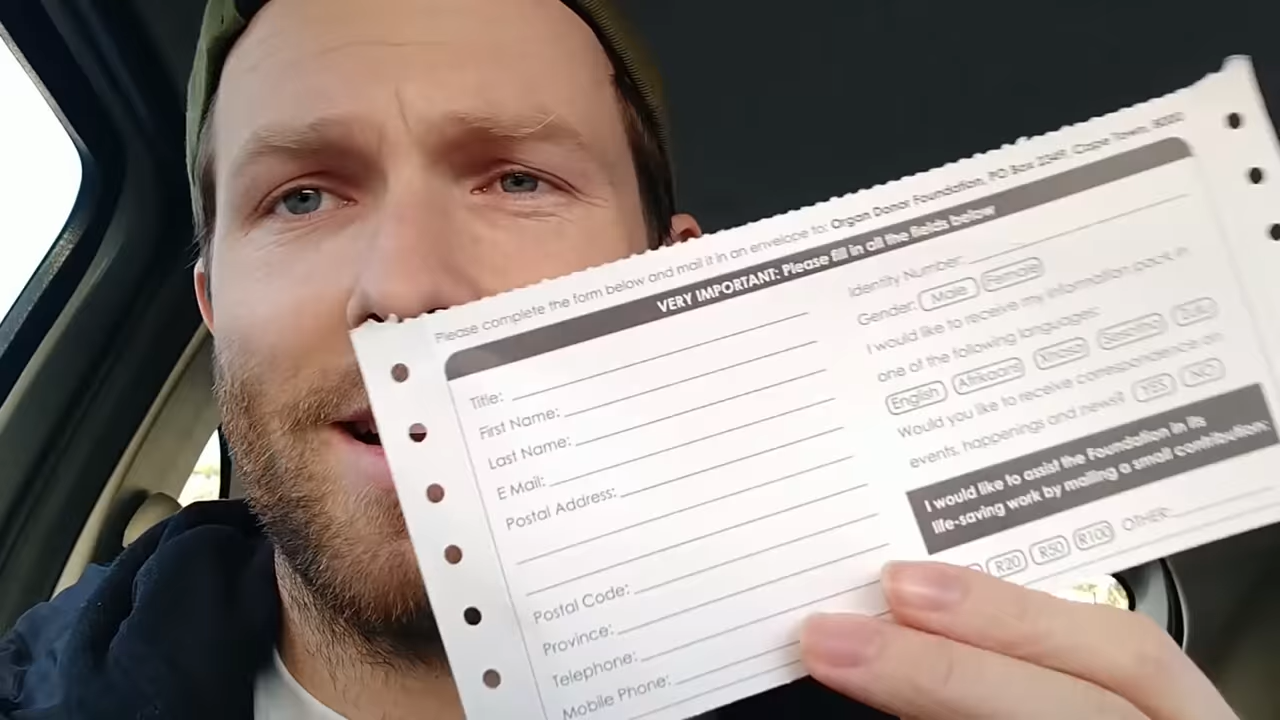 Please complete the form below and mail it in an envelope to: Organ Donor Foundation, PO Box Cape Town, 8000
VERY IMPORTANT: Please fill in all the fields below
Title:
First Name:
Last Name:
E Mail:
Postal Address:
Postal Code:
Province:
Telephone:
Mobile Phone:
Identity Number:
Gender: Male Female
I would like to receive my information pack in
one of the following languages:
English Afrikaans Xhosa Sesotho Zulu
Would you like to receive correspondence on
events, happenings and news? YES NO
I would like to assist the Foundation in its
life-saving work by mailing a small contribution:
R20 R50 R100 OTHER: